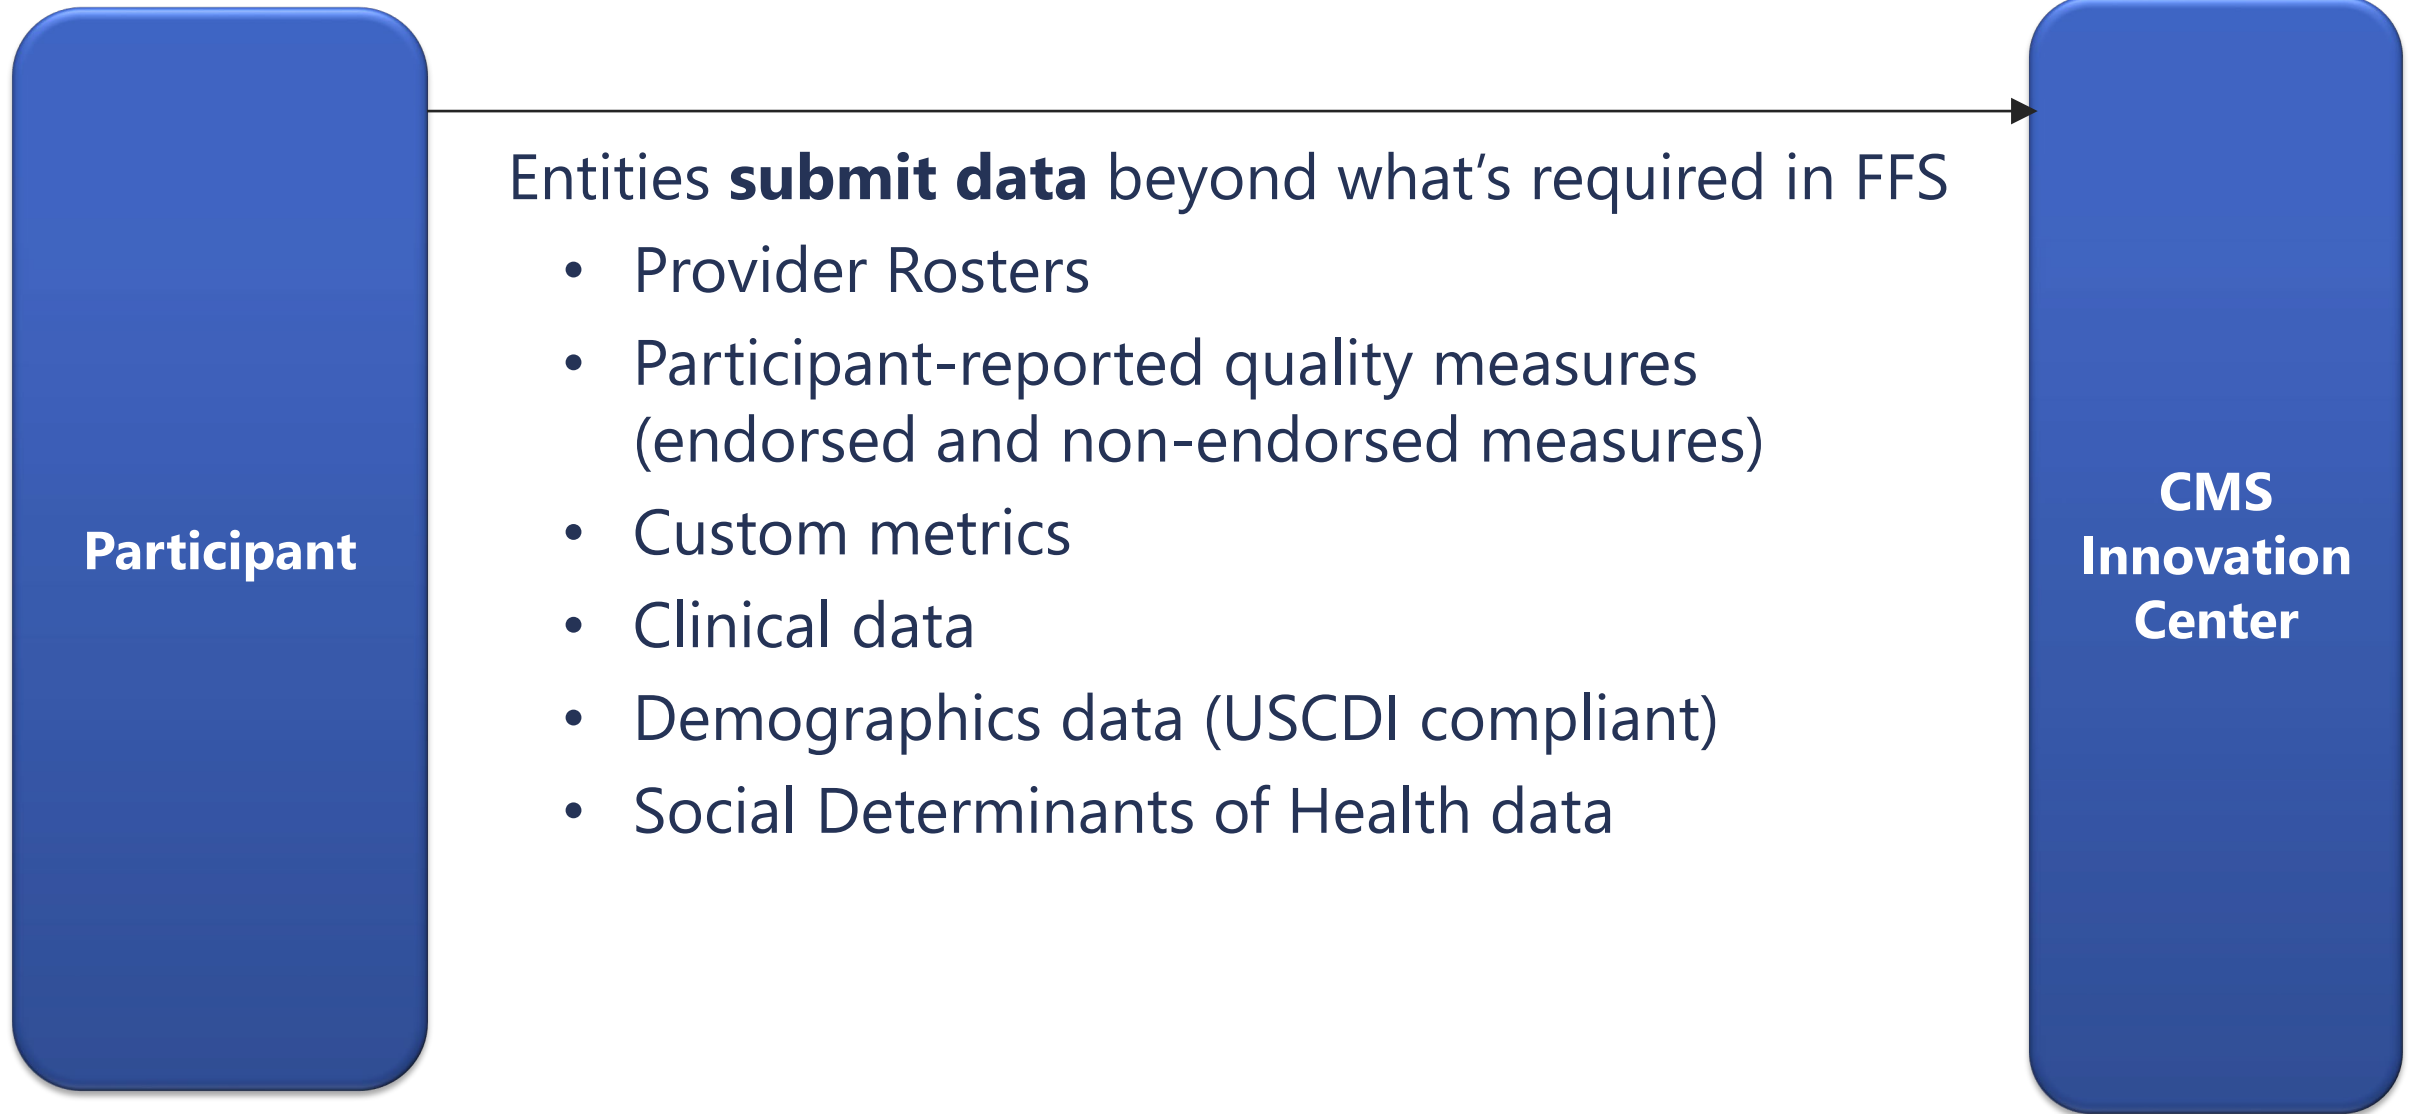 Participant
Entities submit data beyond what‘s required in FFS
• Provider Rosters
• Participant-reported quality measures
(endorsed and non-endorsed measures)
• Custom metrics
• Clinical data
• Demographics data (USCDI compliant)
• Social Determinants of Health data
CMS
Innovation
Center